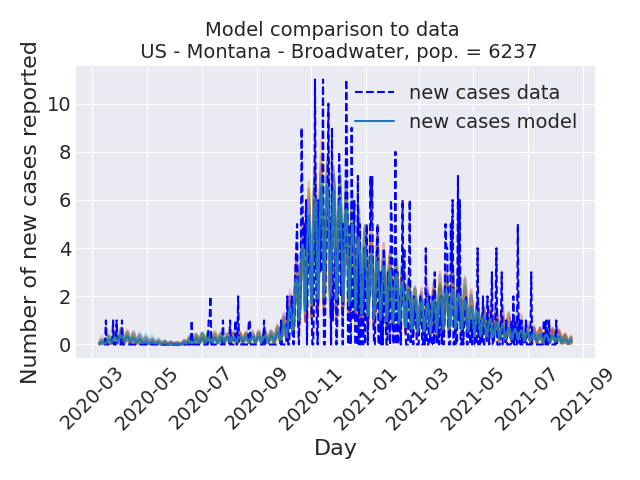 Model comparison to data
US - Montana - Broadwater, pop. = 6237
Number of new cases reported
10
8
6
4
2
0
new cases data
new cases model
2020-03
2020-05
2020-07
2020-09
2020-11
2021-01
2021-03
2021-05
2021-07
2021-09
Day